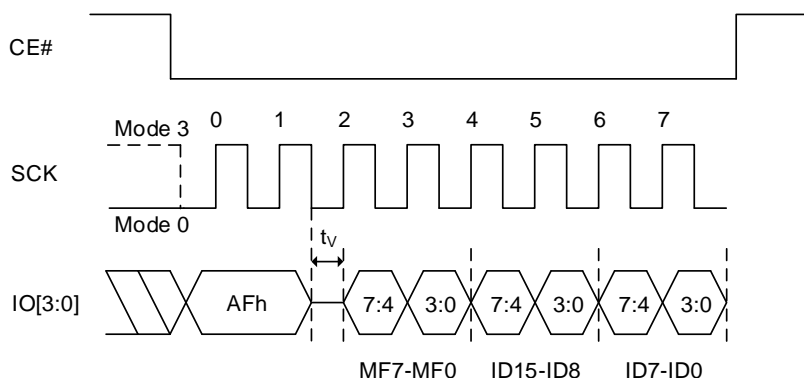 CE#
Mode 3 0 1 2 3 4 5 6 7
SCK
Mode 0
tV
IO[3:0] AFh 7:4 3:0 7:4 3:0 7:4 3:0
MF7-MF0 ID15-ID8 ID7-ID0